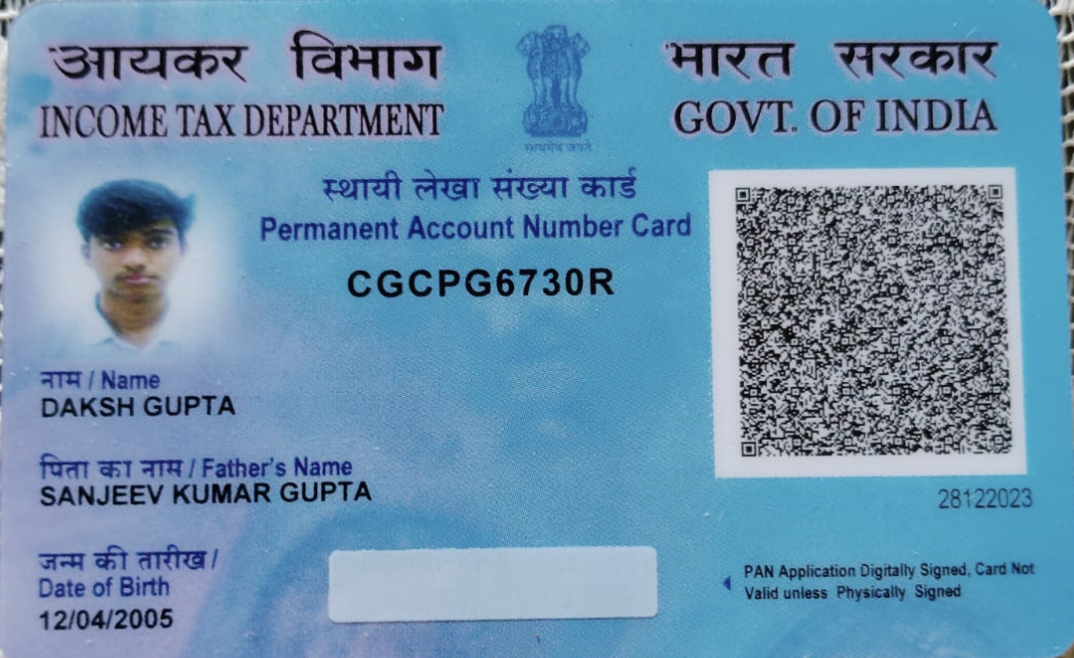 आयकर विभाग
INCOME TAX DEPARTMENT
भारत सरकार
GOVT. OF INDIA
सत्यमेव जयते
स्थायी लेखा संख्या कार्ड
Permanent Account Number Card
CGCPG6730R
नाम / Name
DAKSH GUPTA
पिता का नाम / Father's Name
SANJEEV KUMAR GUPTA
जन्म की तारीख /
Date of Birth
12/04/2005
28122023
PAN Application Digitally Signed, Card Not
Valid unless Physically Signed